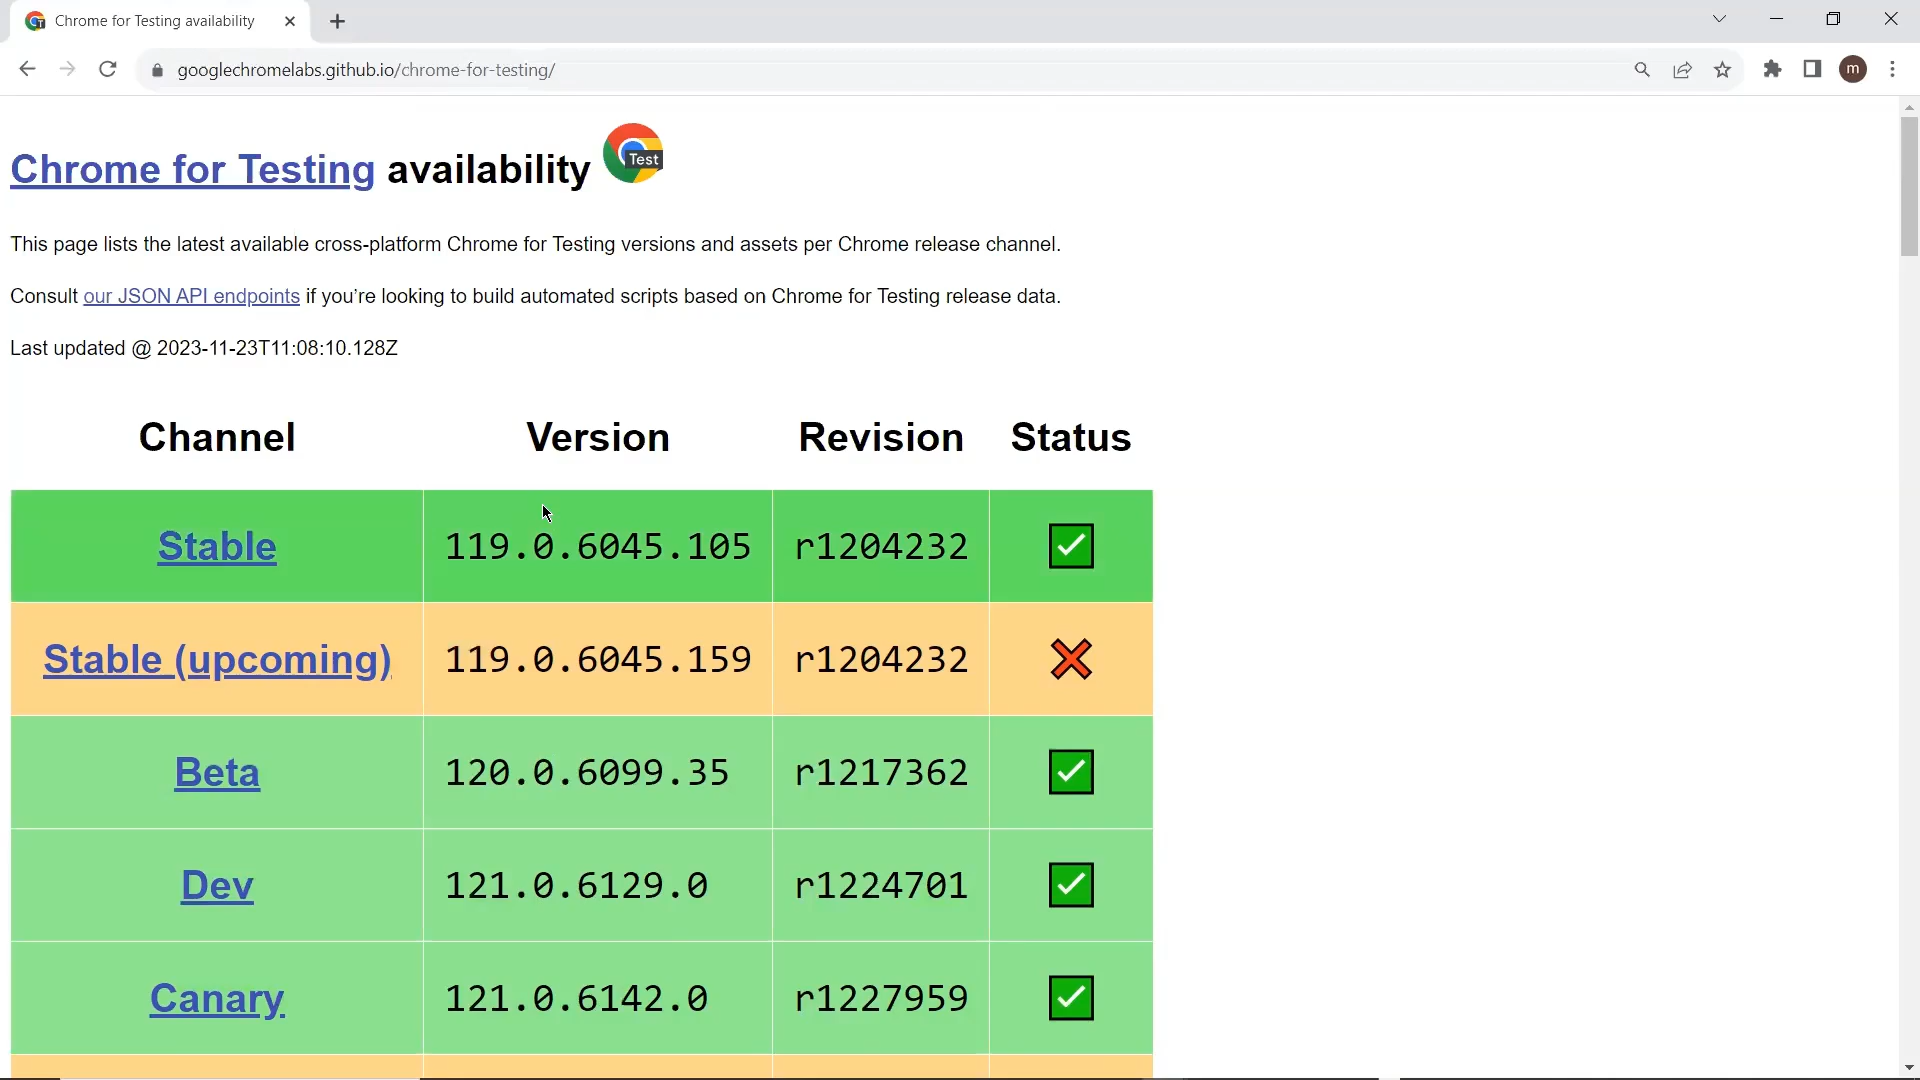 Chrome for Testing availability
googlechromelabs.github.io/chrome-for-testing/
m
Chrome for Testing availability
Test
This page lists the latest available cross-platform Chrome for Testing versions and assets per Chrome release channel.
Consult our JSON API endpoints if you’re looking to build automated scripts based on Chrome for Testing release data.
Last updated @ 2023-11-23T11:08:10.128Z
Channel Version Revision Status
Stable 119.0.6045.105 r1204232
Stable (upcoming) 119.0.6045.159 r1204232
Beta 120.0.6099.35 r1217362
Dev 121.0.6129.0 r1224701
Canary 121.0.6142.0 r1227959